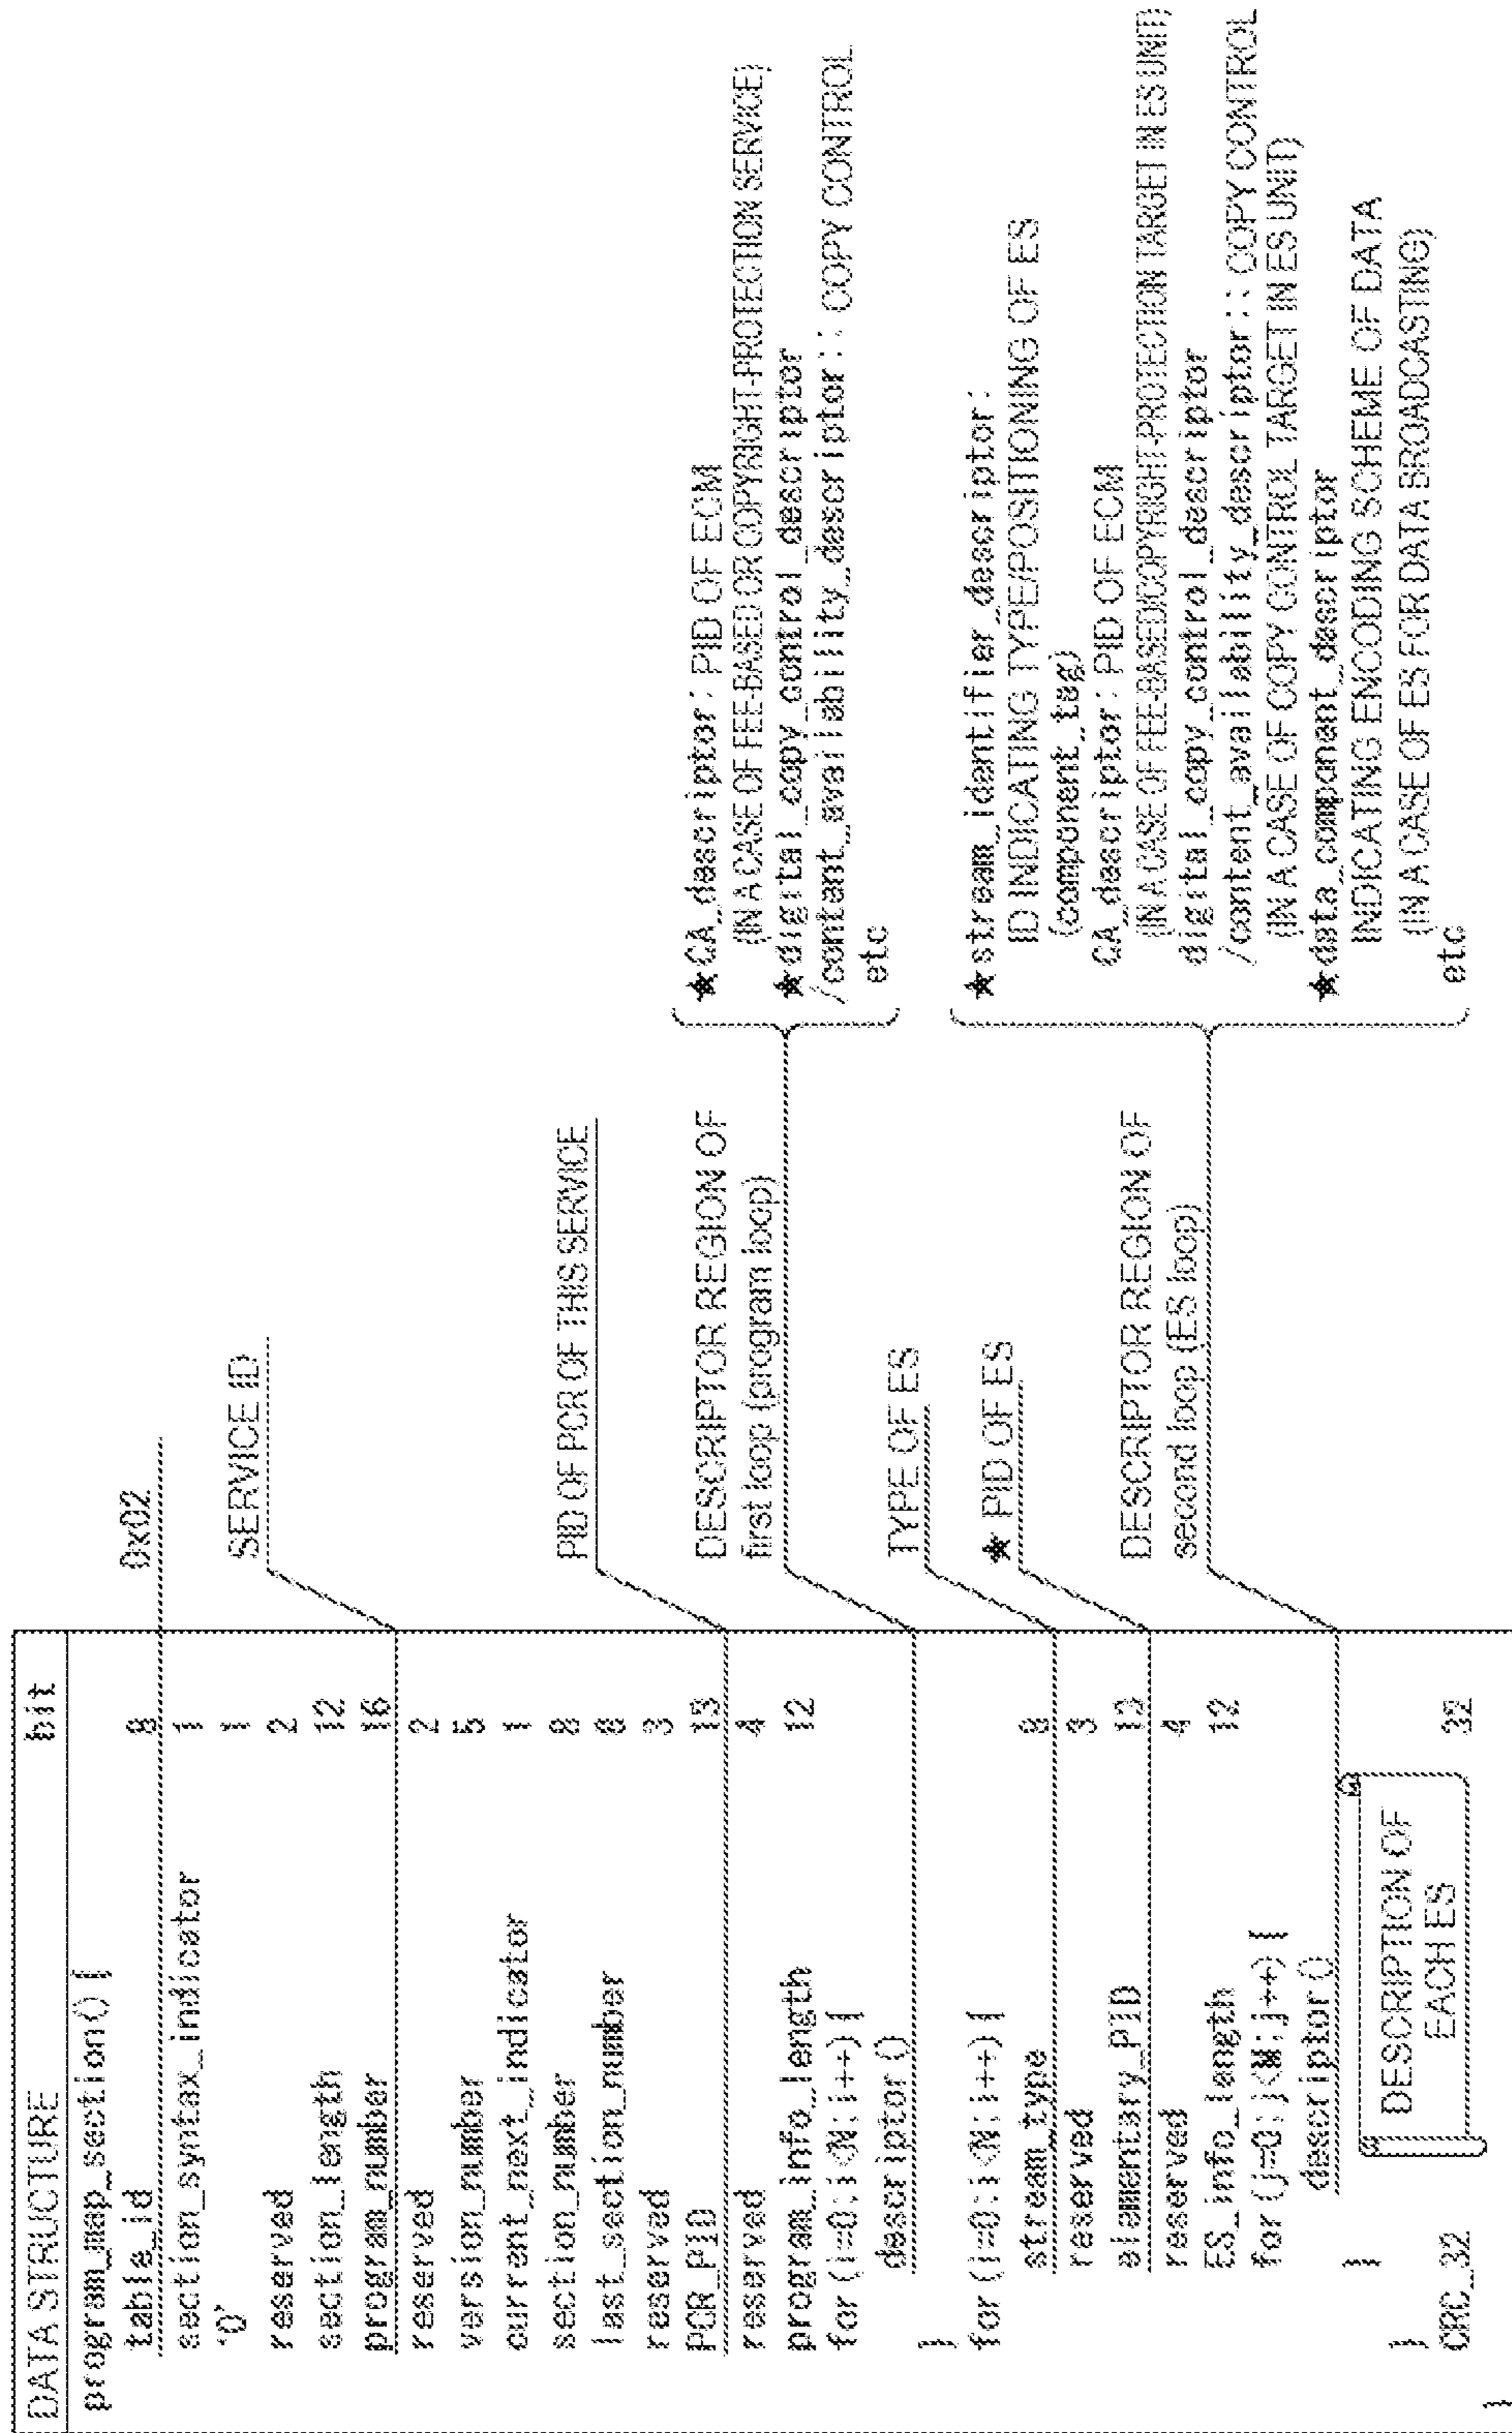 DATA STRUCTURE bit
program_map_section() {
table_id 8
section_syntax_indicator 1
'0' 1
reserved 2
section_length 12
program_number 16
reserved 2
version_number 5
current_next_indicator 1
section_number 8
last_section_number 8
reserved 3
PCR_PID 13
reserved 4
program_info_length 12
for (i=0;i<N;i++) {
descriptor()
}
for (i=0;i<N;i++) {
stream_type 8
reserved 3
elementary_PID 13
reserved 4
ES_info_length 12
for (j=0;j<M;j++) {
descriptor()
}
DESCRIPTION OF
EACH ES
}
CRC_32 32
}
0x02
SERVICE ID
PID OF PCR OF THIS SERVICE
DESCRIPTOR REGION OF
first loop (program loop)
TYPE OF ES
★ PID OF ES
DESCRIPTOR REGION OF
second loop (ES loop)
★CA_descriptor: PID OF ECM
(IN A CASE OF FEE-BASED OR COPYRIGHT-PROTECTION SERVICE)
★digital_copy_control_descriptor
/content_availability_descriptor:: COPY CONTROL
etc
★stream_identifier_descriptor:
ID INDICATING TYPE/POSITIONING OF ES
(component_tag)
CA_descriptor: PID OF ECM
(IN A CASE OF FEE-BASED/COPYRIGHT-PROTECTION TARGET IN ES UNIT)
digital_copy_control_descriptor
/content_availability_descriptor:: COPY CONTROL
(IN A CASE OF COPY CONTROL TARGET IN ES UNIT)
★data_component_descriptor
INDICATING ENCODING SCHEME OF DATA
(IN A CASE OF ES FOR DATA BROADCASTING)
etc